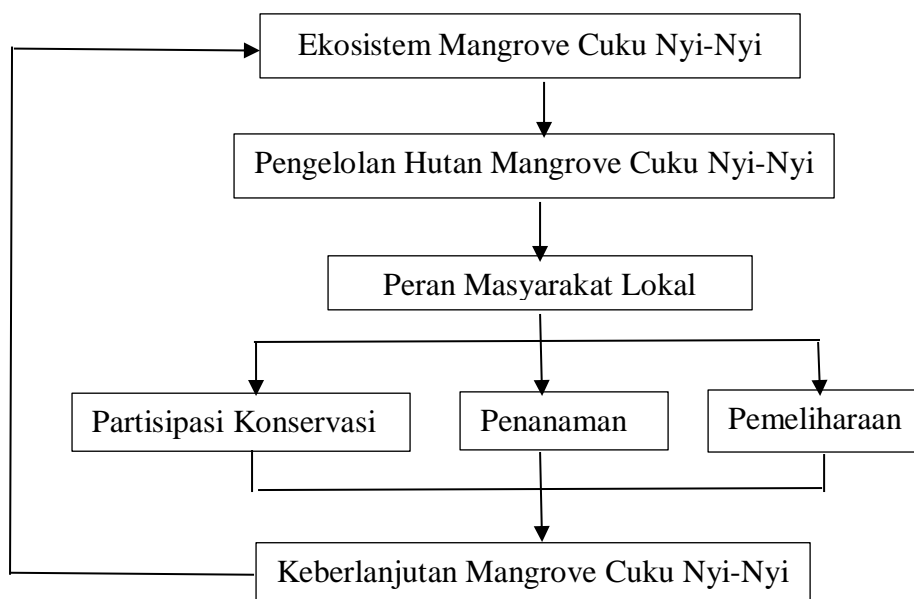 Ekosistem Mangrove Cuku Nyi-Nyi
Pengelolan Hutan Mangrove Cuku Nyi-Nyi
Peran Masyarakat Lokal
Partisipasi Konservasi
Penanaman
Pemeliharaan
Keberlanjutan Mangrove Cuku Nyi-Nyi